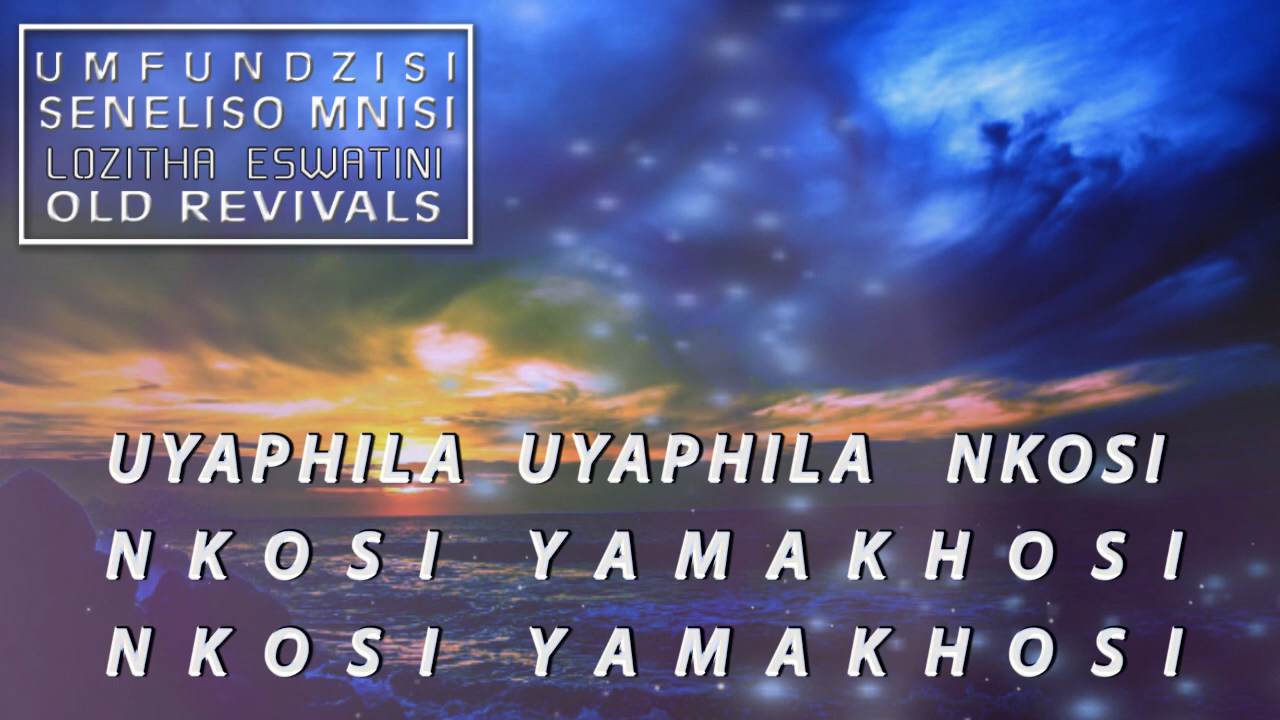 UMFUNDZISI
SENELISO MNISI
LOZITHA ESWATINI
OLD REVIVALS
UYAPHILA UYAPHILA NKOSI
NKOSI YAMAKHOSI
NKOSI YAMAKHOSI